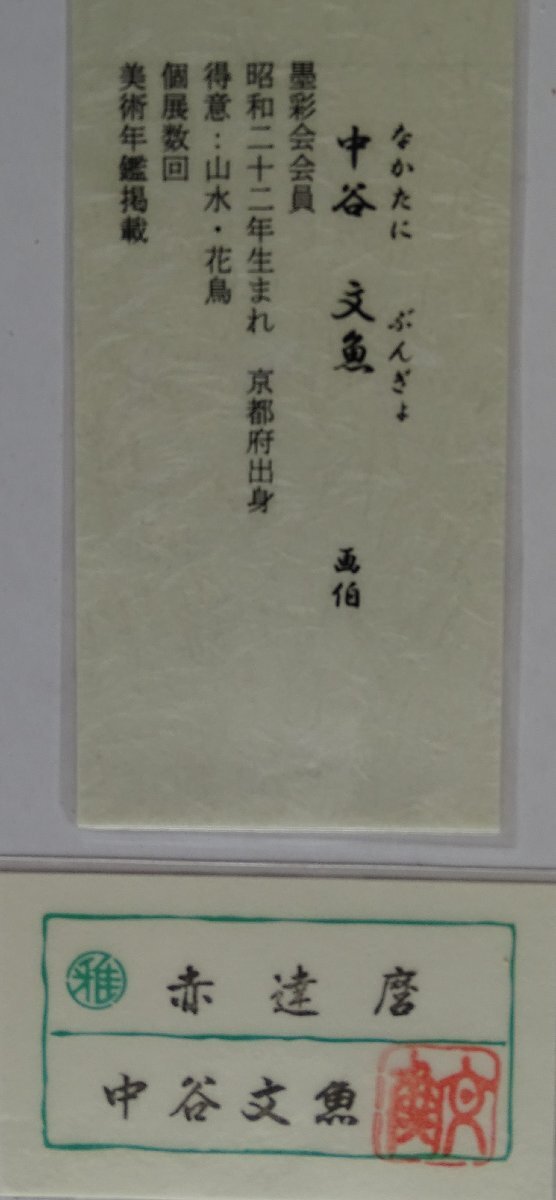 なかたに　ぶんぎょ
中谷　文魚　画伯
墨彩会会員
昭和二十二年生まれ　京都府出身
得意：山水・花鳥
個展数回
美術年鑑掲載
雅
赤達磨
中谷文魚
文魚